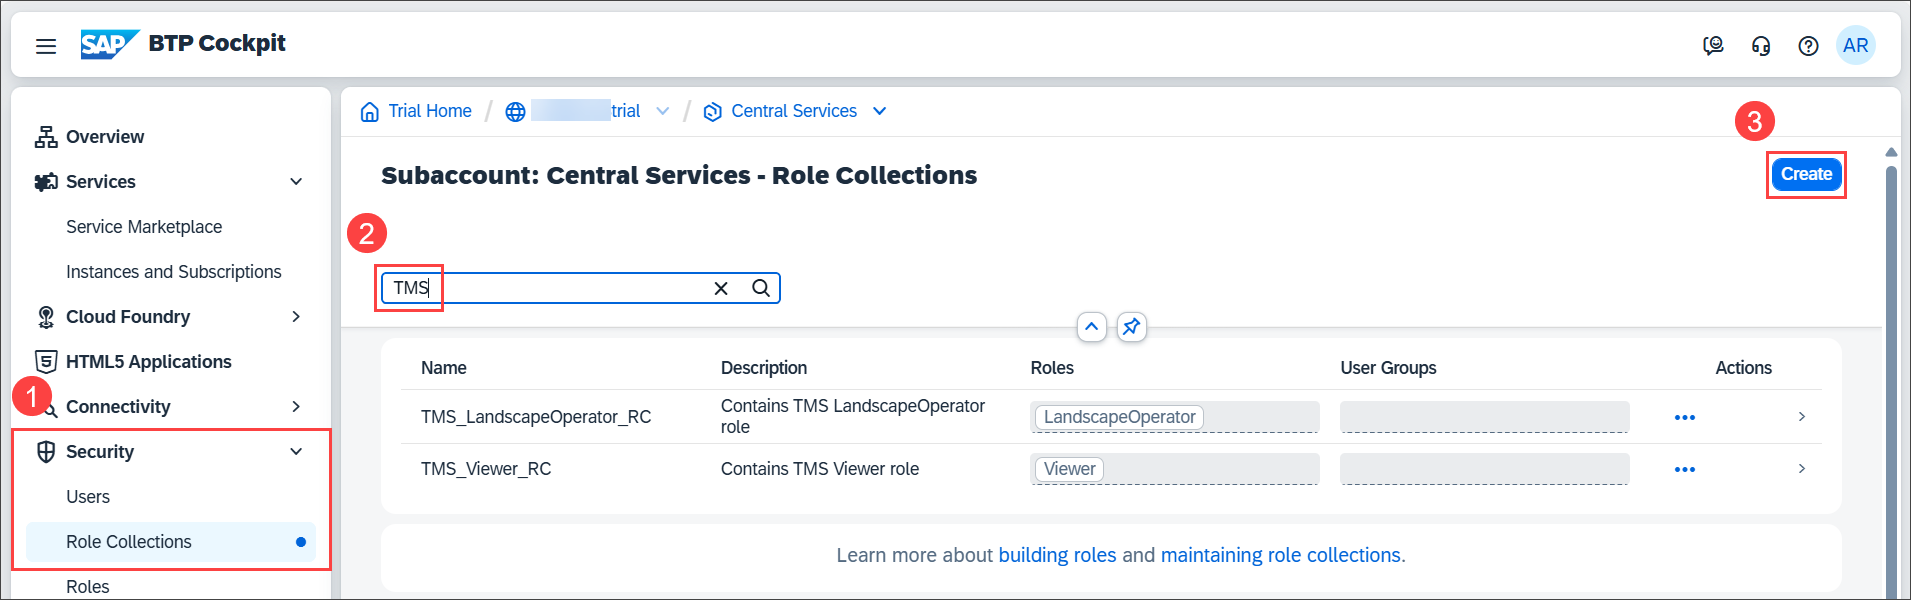 SAP BTP Cockpit
AR
Overview
Services
Service Marketplace
Instances and Subscriptions
Cloud Foundry
5 HTML5 Applications
1 Connectivity
Security
Users
Role Collections
Roles
Trial Home / trial / Central Services
3
Subaccount: Central Services - Role Collections
Create
2
TMS
Name Description Roles User Groups Actions
TMS_LandscapeOperator_RC Contains TMS LandscapeOperator LandscapeOperator
role
TMS_Viewer_RC Contains TMS Viewer role Viewer
Learn more about building roles and maintaining role collections.